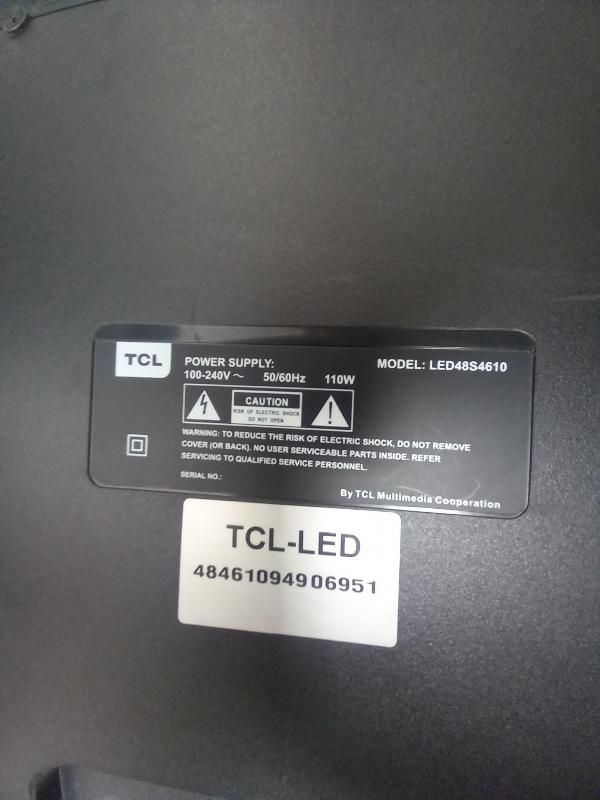 TCL
POWER SUPPLY:
100-240V ~ 50/60Hz 110W
MODEL: LED48S4610
CAUTION
RISK OF ELECTRIC SHOCK
DO NOT OPEN
WARNING: TO REDUCE THE RISK OF ELECTRIC SHOCK, DO NOT REMOVE
COVER (OR BACK). NO USER SERVICEABLE PARTS INSIDE. REFER
SERVICING TO QUALIFIED SERVICE PERSONNEL.
SERIAL NO.:
By TCL Multimedia Cooperation
TCL-LED
48461094906951